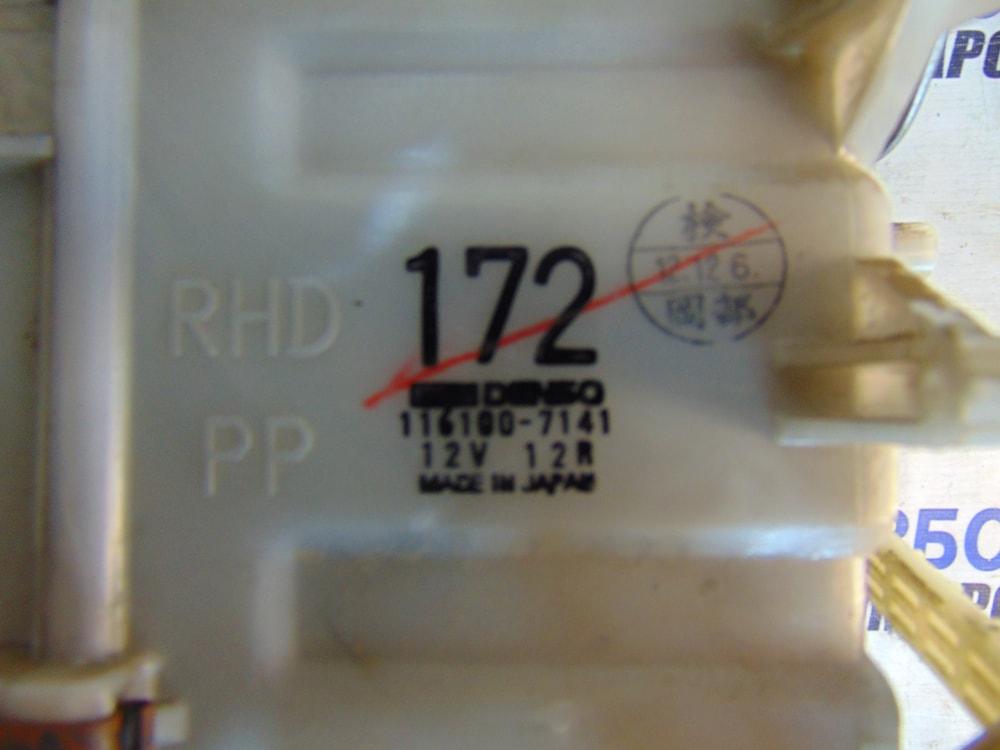 RHD
PP
172
検
12.12 6.
岡部
DENSO
116100-7141
12V 12R
MADE IN JAPAN